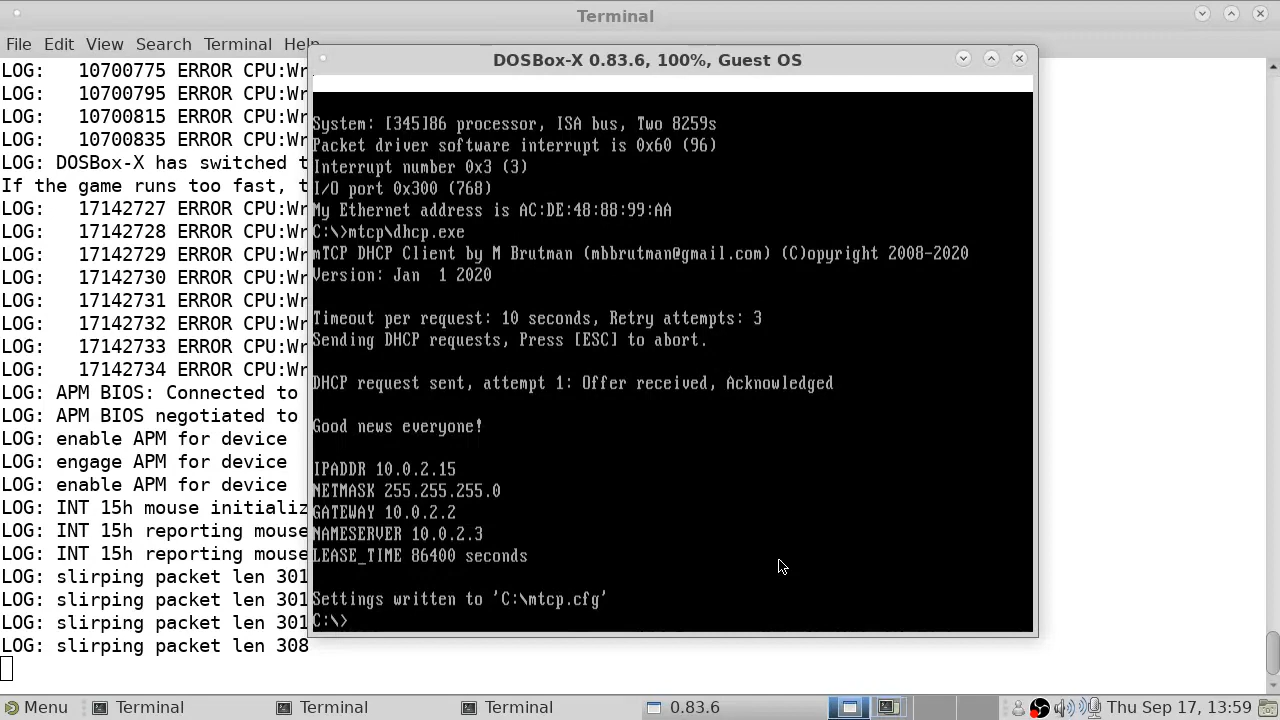 Terminal
File Edit View Search Terminal Help
LOG: 10700775 ERROR CPU:Wr
LOG: 10700795 ERROR CPU:Wr
LOG: 10700815 ERROR CPU:Wr
LOG: 10700835 ERROR CPU:Wr
LOG: DOSBox-X has switched t
If the game runs too fast, t
LOG: 17142727 ERROR CPU:Wr
LOG: 17142728 ERROR CPU:Wr
LOG: 17142729 ERROR CPU:Wr
LOG: 17142730 ERROR CPU:Wr
LOG: 17142731 ERROR CPU:Wr
LOG: 17142732 ERROR CPU:Wr
LOG: 17142733 ERROR CPU:Wr
LOG: 17142734 ERROR CPU:Wr
LOG: APM BIOS: Connected to
LOG: APM BIOS negotiated to
LOG: enable APM for device
LOG: engage APM for device
LOG: enable APM for device
LOG: INT 15h mouse initializ
LOG: INT 15h reporting mouse
LOG: INT 15h reporting mouse
LOG: slirping packet len 301
LOG: slirping packet len 301
LOG: slirping packet len 301
LOG: slirping packet len 308
DOSBox-X 0.83.6, 100%, Guest OS
System: [345]86 processor, ISA bus, Two 8259s
Packet driver software interrupt is 0x60 (96)
Interrupt number 0x3 (3)
I/O port 0x300 (768)
My Ethernet address is AC:DE:48:88:99:AA
C:\>mtcp\dhcp.exe
mTCP DHCP Client by M Brutman (mbbrutman@gmail.com) (C)opyright 2008-2020
Version: Jan  1 2020
Timeout per request: 10 seconds, Retry attempts: 3
Sending DHCP requests, Press [ESC] to abort.
DHCP request sent, attempt 1: Offer received, Acknowledged
Good news everyone!
IPADDR 10.0.2.15
NETMASK 255.255.255.0
GATEWAY 10.0.2.2
NAMESERVER 10.0.2.3
LEASE_TIME 86400 seconds
Settings written to 'C:\mtcp.cfg'
C:\>
Menu Terminal Terminal Terminal 0.83.6 Thu Sep 17, 13:59